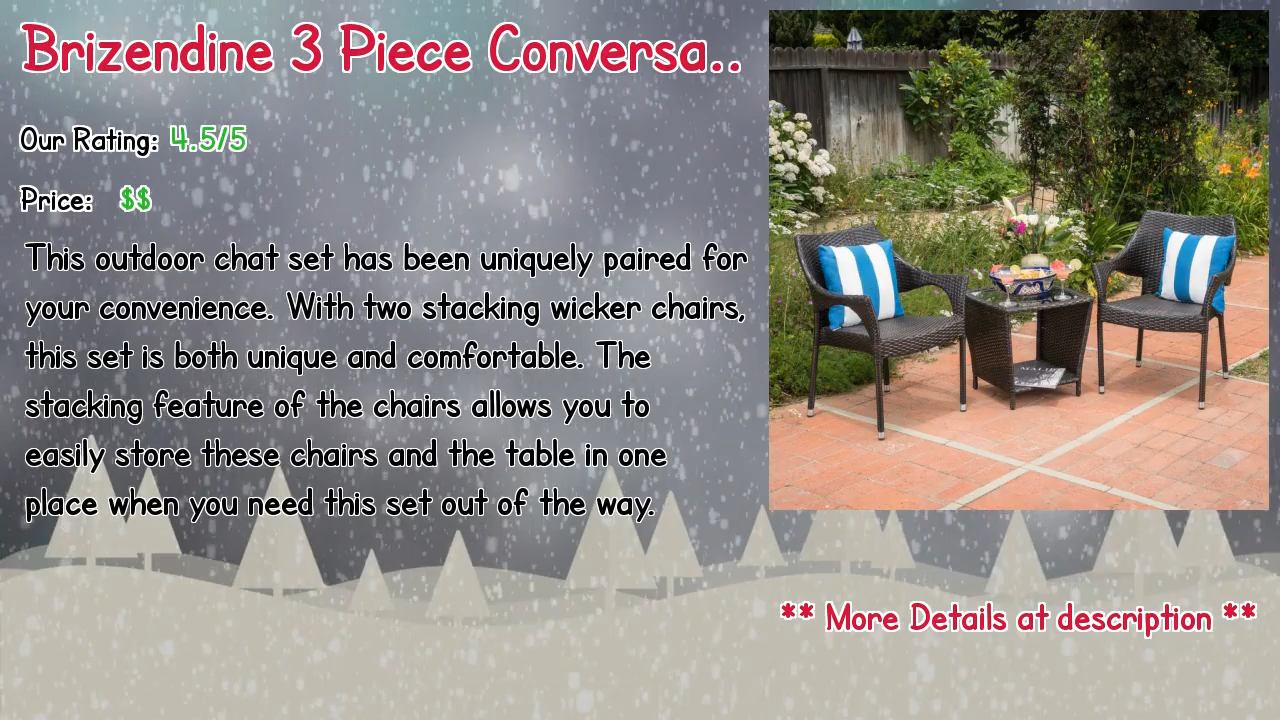 Brizendine 3 Piece Conversa..
Our Rating: 4.5/5
Price: $$
This outdoor chat set has been uniquely paired for
your convenience. With two stacking wicker chairs,
this set is both unique and comfortable. The
stacking feature of the chairs allows you to
easily store these chairs and the table in one
place when you need this set out of the way.
** More Details at description **